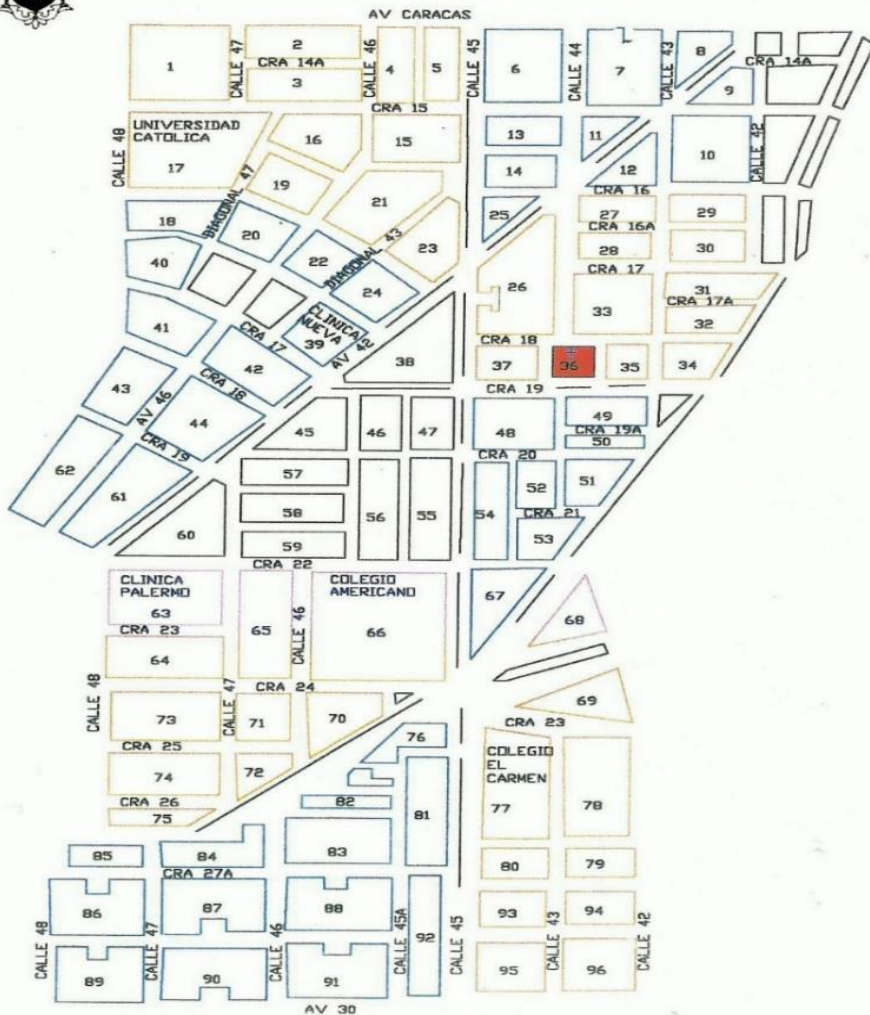 AV CARACAS
CALLE 47
CALLE 46
CALLE 45
CALLE 44
CALLE 43
1
2
CRA 14A
3
4
5
6
7
8
CRA 14A
9
CRA 15
CALLE 48
UNIVERSIDAD
CATOLICA
17
16
15
13
14
11
12
10
CALLE 42
DIAGONAL 47
19
21
CRA 16
18
20
25
27
29
CRA 16A
40
22
DIAGONAL 43
23
28
30
24
26
CRA 17
33
31
CRA 17A
32
41
CRA 17
CLINICA
NUEVA
39
AV 42
38
CRA 18
37
36
35
34
43
42
CRA 18
CRA 19
AV 46
44
45
46
47
48
49
CRA 19A
50
CRA 19
62
61
57
CRA 20
54
52
51
58
56
55
CRA 21
60
59
53
CRA 22
CLINICA
PALERMO
63
CRA 23
65
CALLE 46
COLEGIO
AMERICANO
66
67
68
64
CALLE 48
CALLE 47
CRA 24
69
73
71
70
CRA 23
CRA 25
76
COLEGIO
EL
CARMEN
77
78
74
72
CRA 26
75
82
81
85
84
83
80
79
CRA 27A
CALLE 48
86
CALLE 47
87
CALLE 46
88
CALLE 45A
92
CALLE 45
93
CALLE 43
94
CALLE 42
89
90
91
95
96
AV 30